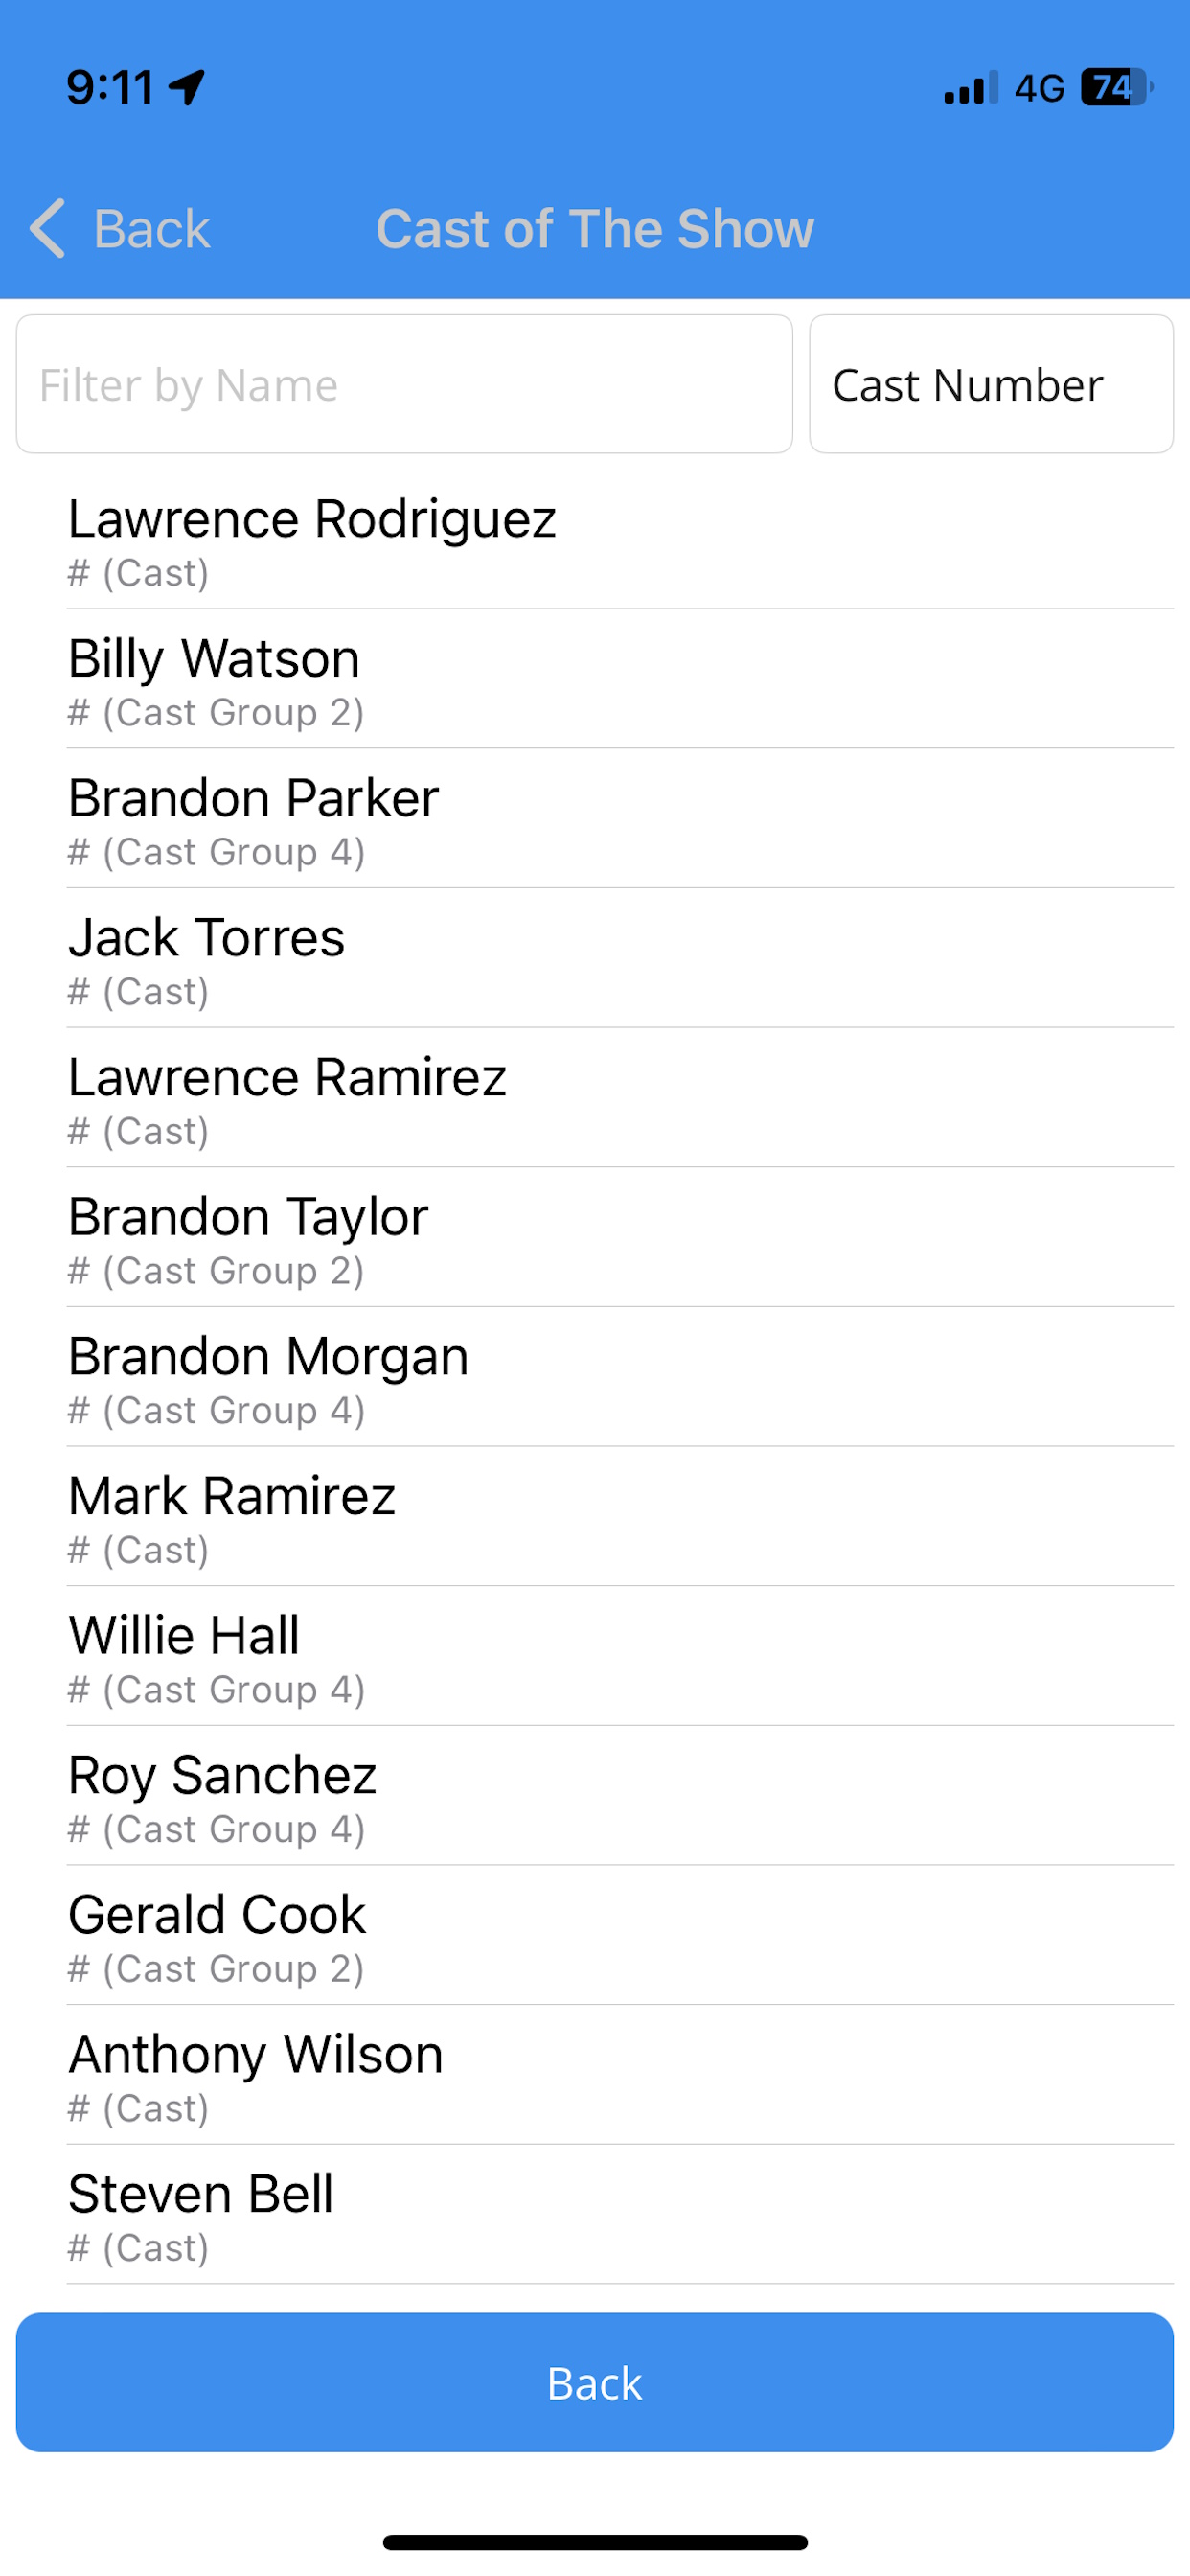 9:11 4G 74
Back Cast of The Show
Filter by Name Cast Number
Lawrence Rodriguez
# (Cast)
Billy Watson
# (Cast Group 2)
Brandon Parker
# (Cast Group 4)
Jack Torres
# (Cast)
Lawrence Ramirez
# (Cast)
Brandon Taylor
# (Cast Group 2)
Brandon Morgan
# (Cast Group 4)
Mark Ramirez
# (Cast)
Willie Hall
# (Cast Group 4)
Roy Sanchez
# (Cast Group 4)
Gerald Cook
# (Cast Group 2)
Anthony Wilson
# (Cast)
Steven Bell
# (Cast)
Back